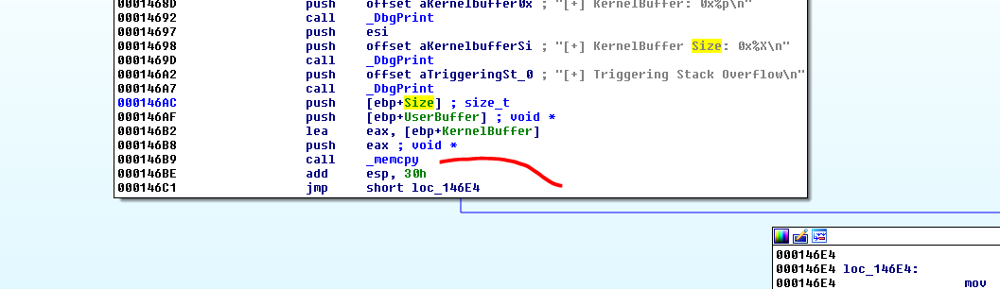 0001468D push offset aKernelbuffer0x ; "[+] KernelBuffer: 0x%p\n"
00014692 call _DbgPrint
00014697 push esi
00014698 push offset aKernelbufferSi ; "[+] KernelBuffer Size: 0x%X\n"
0001469D call _DbgPrint
000146A2 push offset aTriggeringSt_0 ; "[+] Triggering Stack Overflow\n"
000146A7 call _DbgPrint
000146AC push [ebp+Size] ; size_t
000146AF push [ebp+UserBuffer] ; void *
000146B2 lea eax, [ebp+KernelBuffer]
000146B8 push eax ; void *
000146B9 call _memcpy
000146BE add esp, 30h
000146C1 jmp short loc_146E4
000146E4
000146E4 loc_146E4:
000146E4 mov